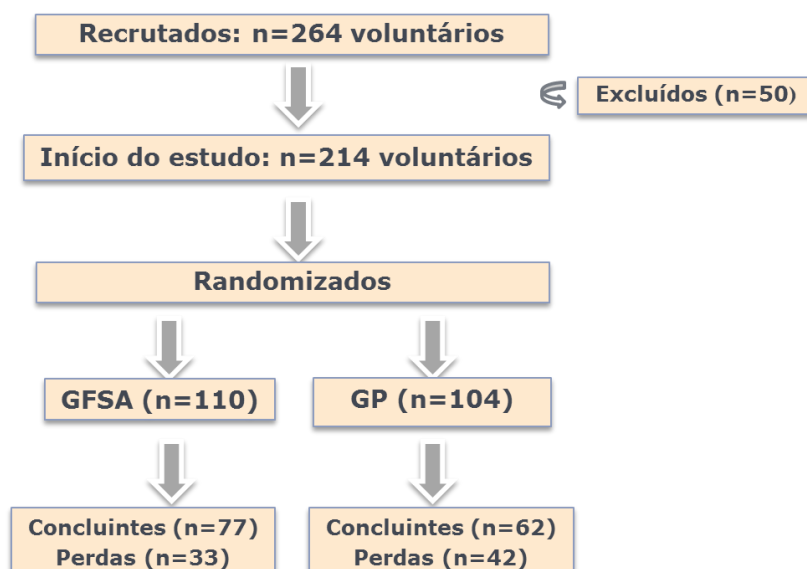 Recrutados: n=264 voluntários
Excluídos (n=50)
Início do estudo: n=214 voluntários
Randomizados
GFSA (n=110)
GP (n=104)
Concluintes (n=77)
Perdas (n=33)
Concluintes (n=62)
Perdas (n=42)